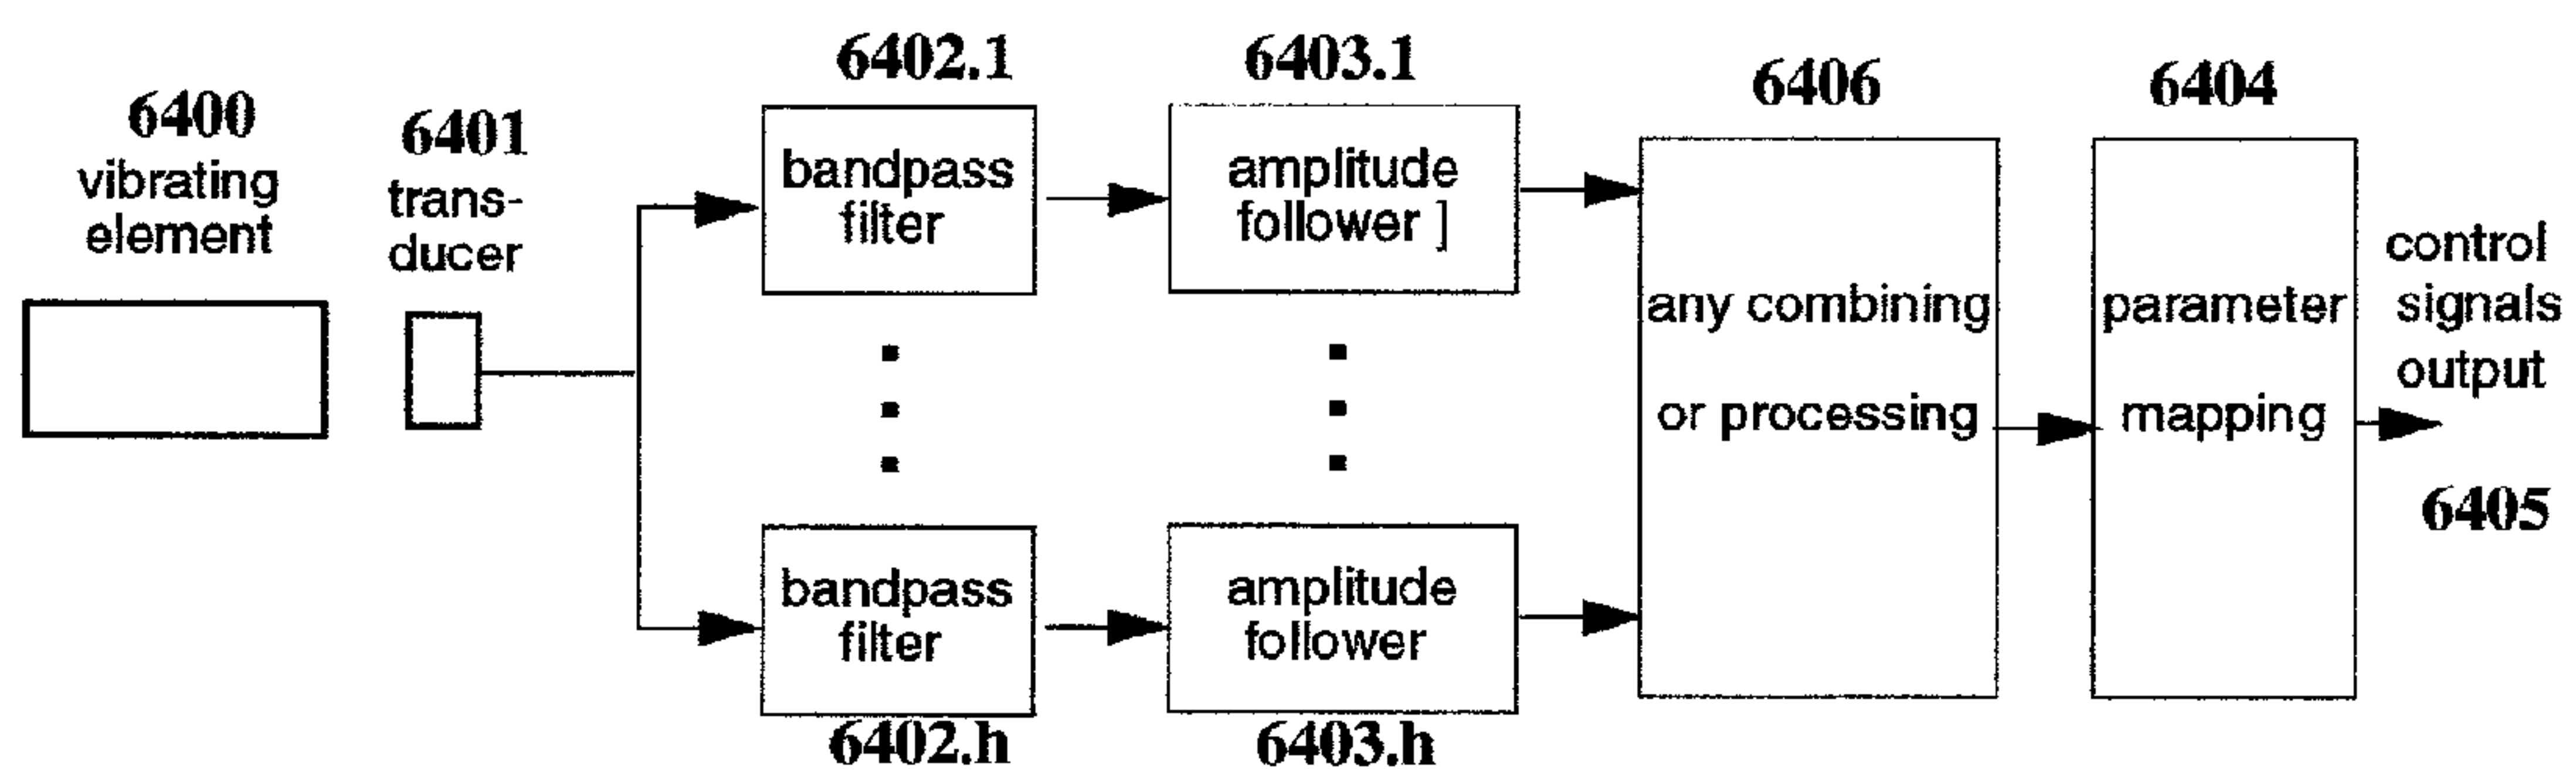 6400
vibrating
element
6401
trans-
ducer
6402.1
bandpass
filter
6403.1
amplitude
follower ]
6406
any combining
or processing
6404
parameter
mapping
control
signals
output
6405
bandpass
filter
6402.h
amplitude
follower
6403.h